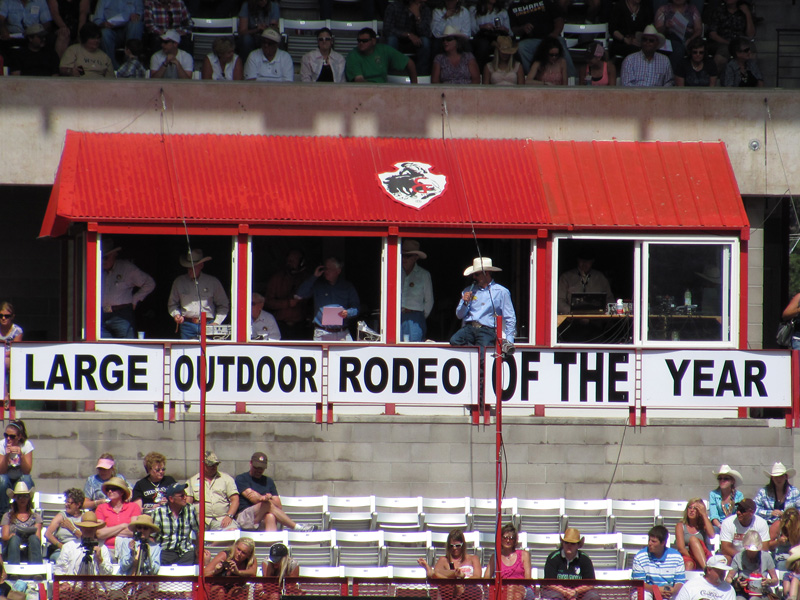 LARGE OUTDOOR RODEO OF THE YEAR